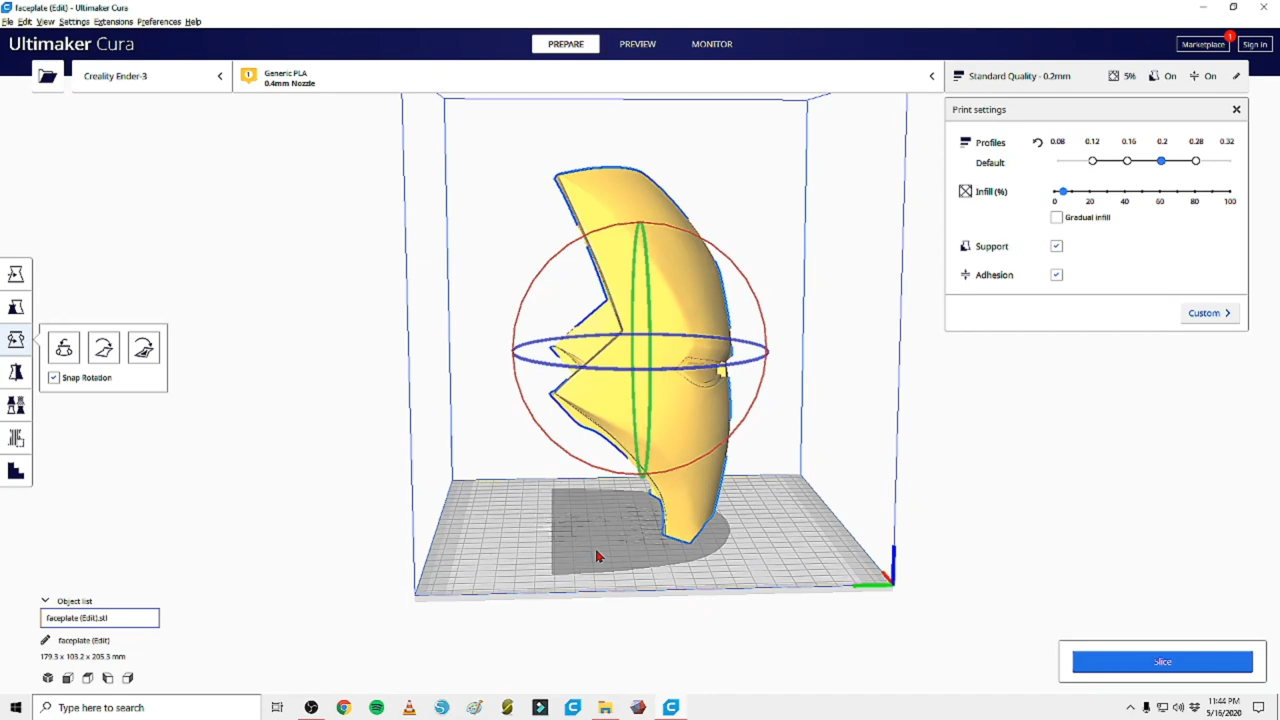 faceplate (Edit) - Ultimaker Cura
File Edit View Settings Extensions Preferences Help
Ultimaker Cura
PREPARE
PREVIEW
MONITOR
Marketplace
1
Sign in
Creality Ender-3
1
Generic PLA
0.4mm Nozzle
Standard Quality - 0.2mm
5%
On
On
Print settings
Profiles
0.08 0.12 0.16 0.2 0.28 0.32
Default
Infill (%)
0 20 40 60 80 100
Gradual infill
Support
Adhesion
Custom
Snap Rotation
Object list
faceplate (Edit).stl
faceplate (Edit)
179.3 x 103.2 x 205.3 mm
Slice
Type here to search
11:44 PM
5/16/2020